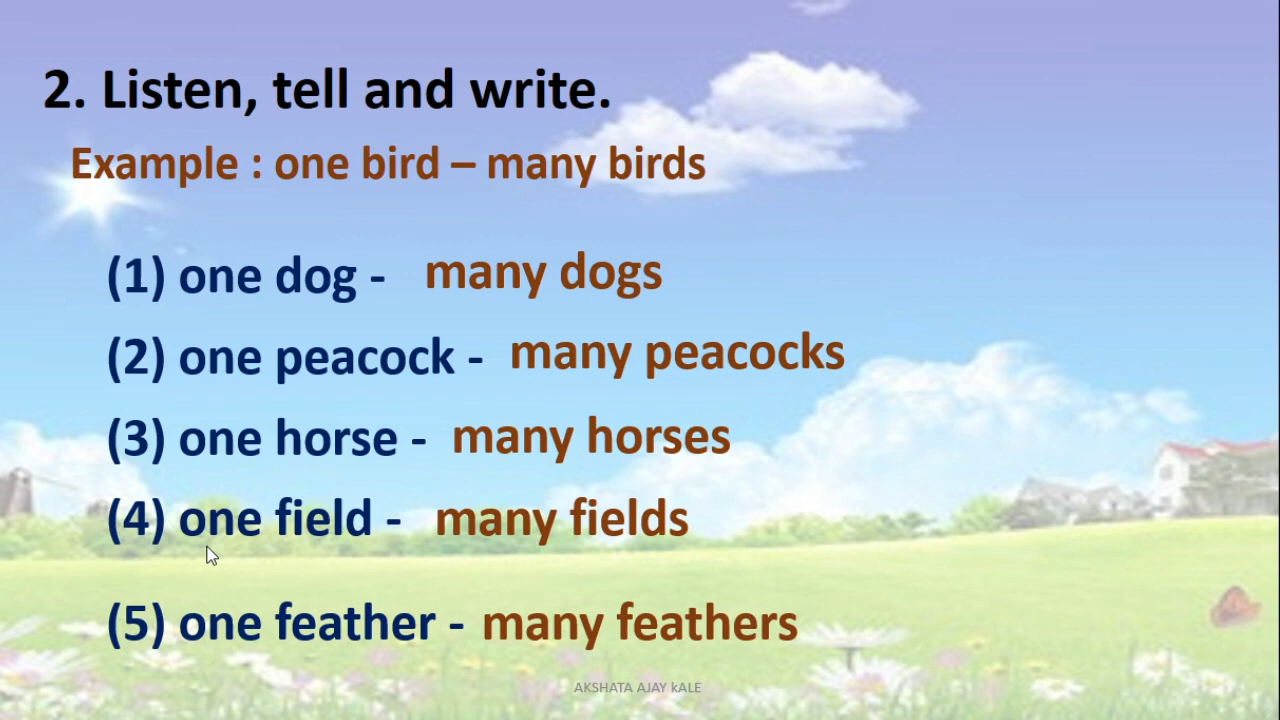 2. Listen, tell and write.
Example : one bird – many birds
(1) one dog - many dogs
(2) one peacock - many peacocks
(3) one horse - many horses
(4) one field - many fields
(5) one feather - many feathers
AKSHATA AJAY kALE